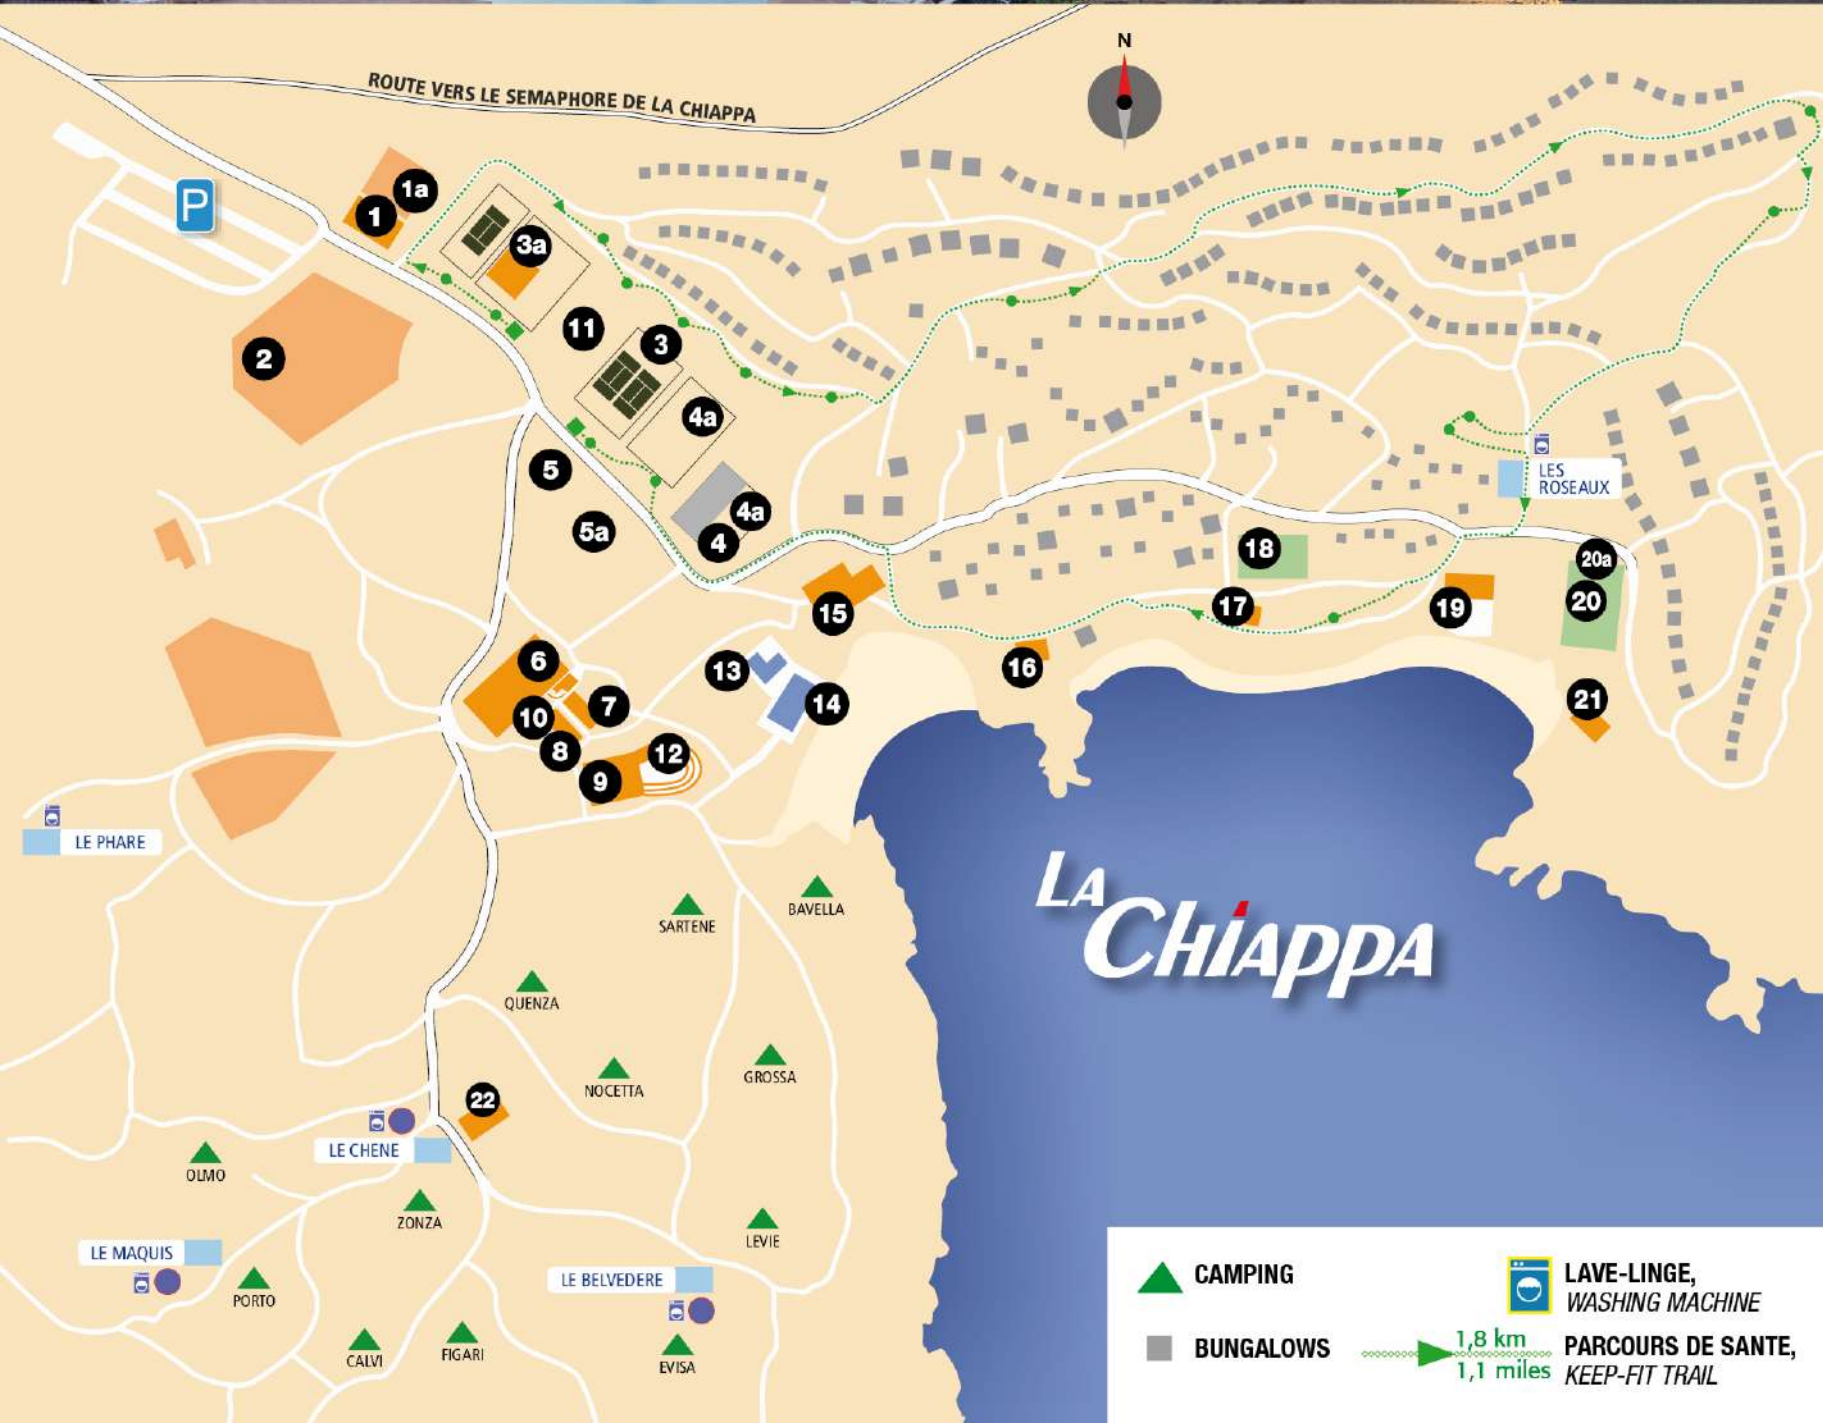 N
ROUTE VERS LE SEMAPHORE DE LA CHIAPPA
P
1a
1
3a
11
3
2
4a
5
4a
5a
4
LES
ROSEAUX
18
20a
20
15
17
19
6
13
16
7
14
10
21
8
12
9
LE PHARE
LA
CHIAPPA
BAVELLA
SARTENE
QUENZA
NOCETTA
GROSSA
22
LE CHENE
OLMO
ZONZA
LEVIE
LE MAQUIS
LE BELVEDERE
PORTO
CALVI
FIGARI
EVISA
CAMPING
LAVE-LINGE,
WASHING MACHINE
BUNGALOWS
1,8 km
1,1 miles
PARCOURS DE SANTE,
KEEP-FIT TRAIL